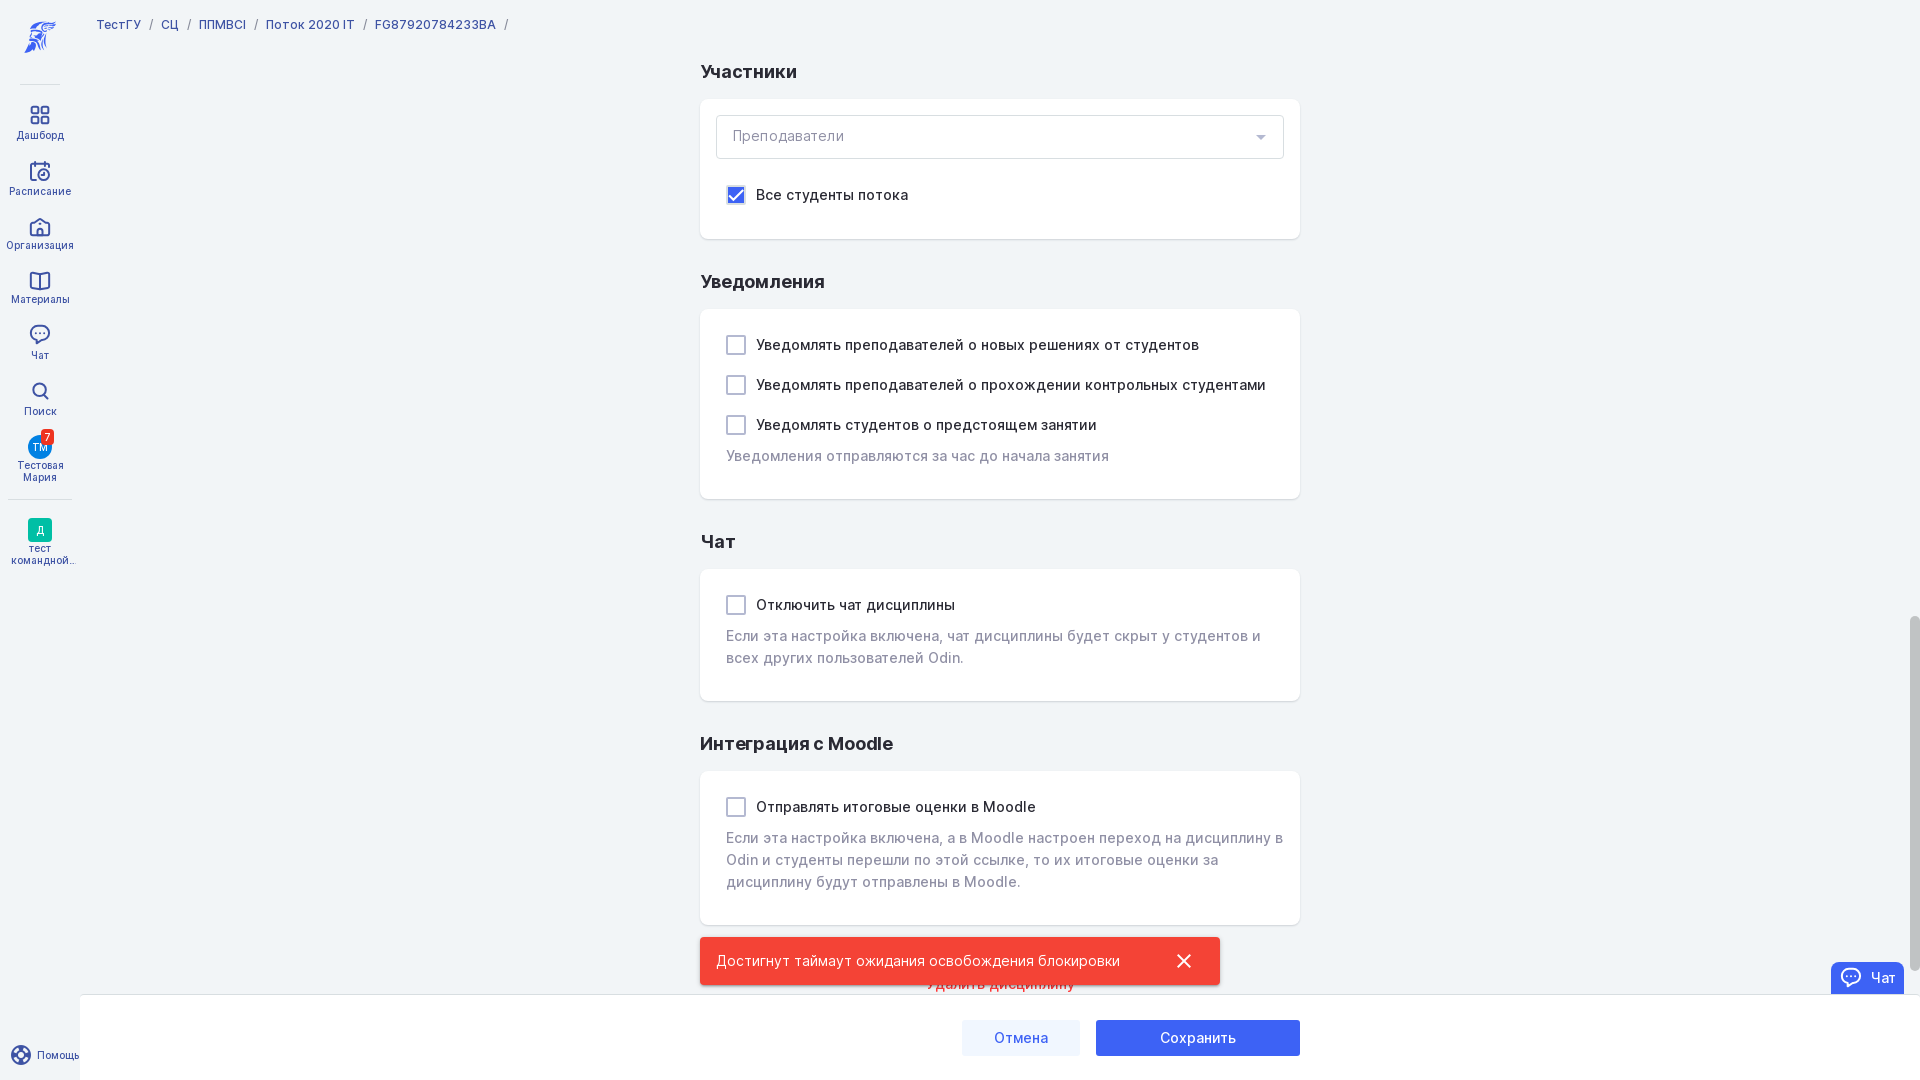 ТестГУ / СЦ / ППМВСI / Поток 2020 IT / FG87920784233BA /
Дашборд
Расписание
Организация
Материалы
Чат
Поиск
ТМ
7
Тестовая
Мария
Д
тест
командной...
Помощь
Участники
Преподаватели
Все студенты потока
Уведомления
Уведомлять преподавателей о новых решениях от студентов
Уведомлять преподавателей о прохождении контрольных студентами
Уведомлять студентов о предстоящем занятии
Уведомления отправляются за час до начала занятия
Чат
Отключить чат дисциплины
Если эта настройка включена, чат дисциплины будет скрыт у студентов и
всех других пользователей Odin.
Интеграция с Moodle
Отправлять итоговые оценки в Moodle
Если эта настройка включена, а в Moodle настроен переход на дисциплину в
Odin и студенты перешли по этой ссылке, то их итоговые оценки за
дисциплину будут отправлены в Moodle.
Достигнут таймаут ожидания освобождения блокировки
Удалить дисциплину
Чат
Отмена
Сохранить